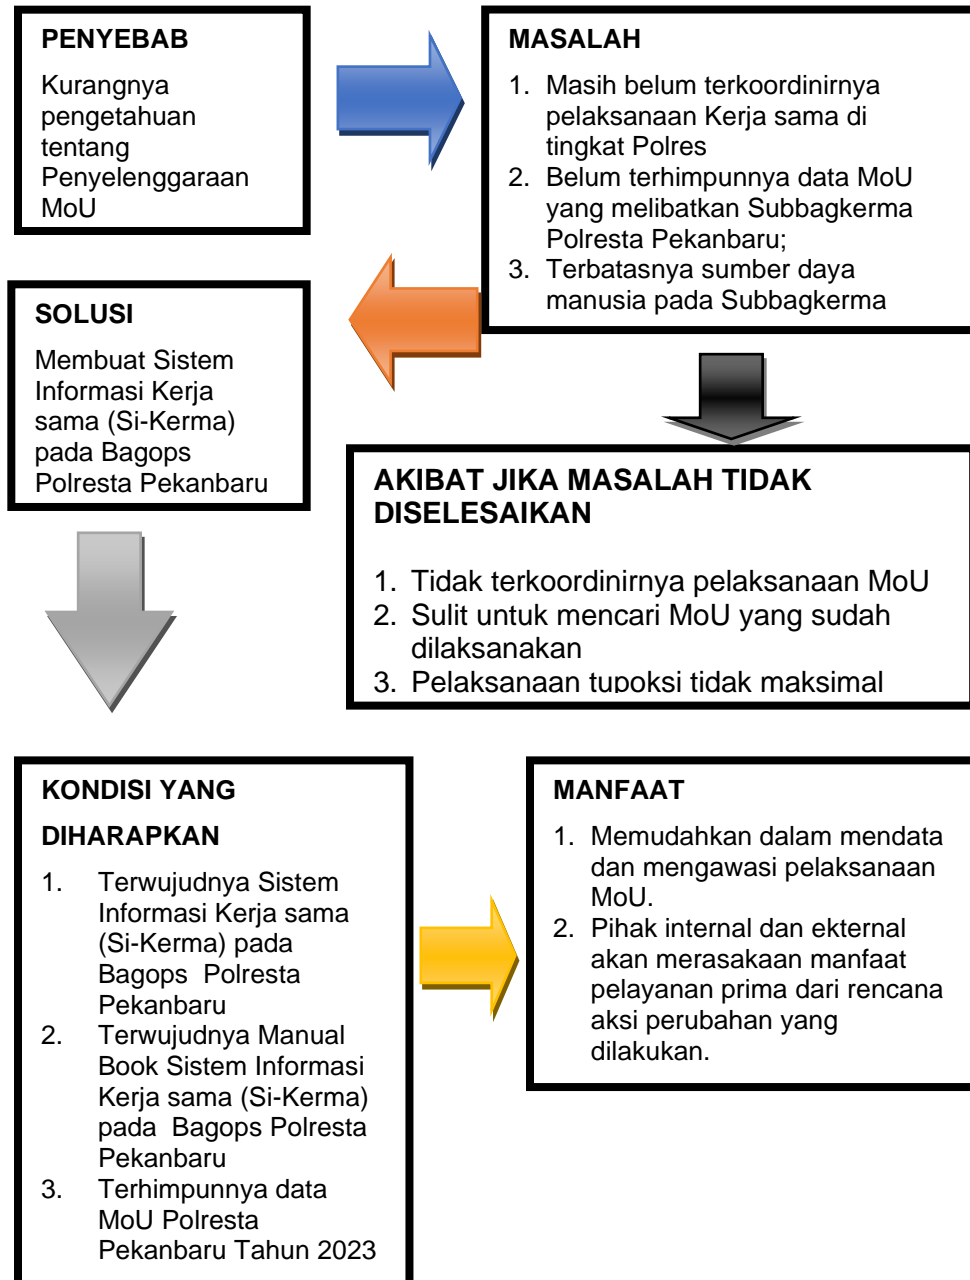 PENYEBAB
Kurangnya
pengetahuan
tentang
Penyelenggaraan
MoU
MASALAH
1. Masih belum terkoordinirnya
pelaksanaan Kerja sama di
tingkat Polres
2. Belum terhimpunnya data MoU
yang melibatkan Subbagkerma
Polresta Pekanbaru;
3. Terbatasnya sumber daya
manusia pada Subbagkerma
SOLUSI
Membuat Sistem
Informasi Kerja
sama (Si-Kerma)
pada Bagops
Polresta Pekanbaru
AKIBAT JIKA MASALAH TIDAK
DISELESAIKAN
1. Tidak terkoordinirnya pelaksanaan MoU
2. Sulit untuk mencari MoU yang sudah
dilaksanakan
3. Pelaksanaan tupoksi tidak maksimal
KONDISI YANG
DIHARAPKAN
1. Terwujudnya Sistem
Informasi Kerja sama
(Si-Kerma) pada
Bagops Polresta
Pekanbaru
2. Terwujudnya Manual
Book Sistem Informasi
Kerja sama (Si-Kerma)
pada Bagops Polresta
Pekanbaru
3. Terhimpunnya data
MoU Polresta
Pekanbaru Tahun 2023
MANFAAT
1. Memudahkan dalam mendata
dan mengawasi pelaksanaan
MoU.
2. Pihak internal dan ekternal
akan merasakaan manfaat
pelayanan prima dari rencana
aksi perubahan yang
dilakukan.